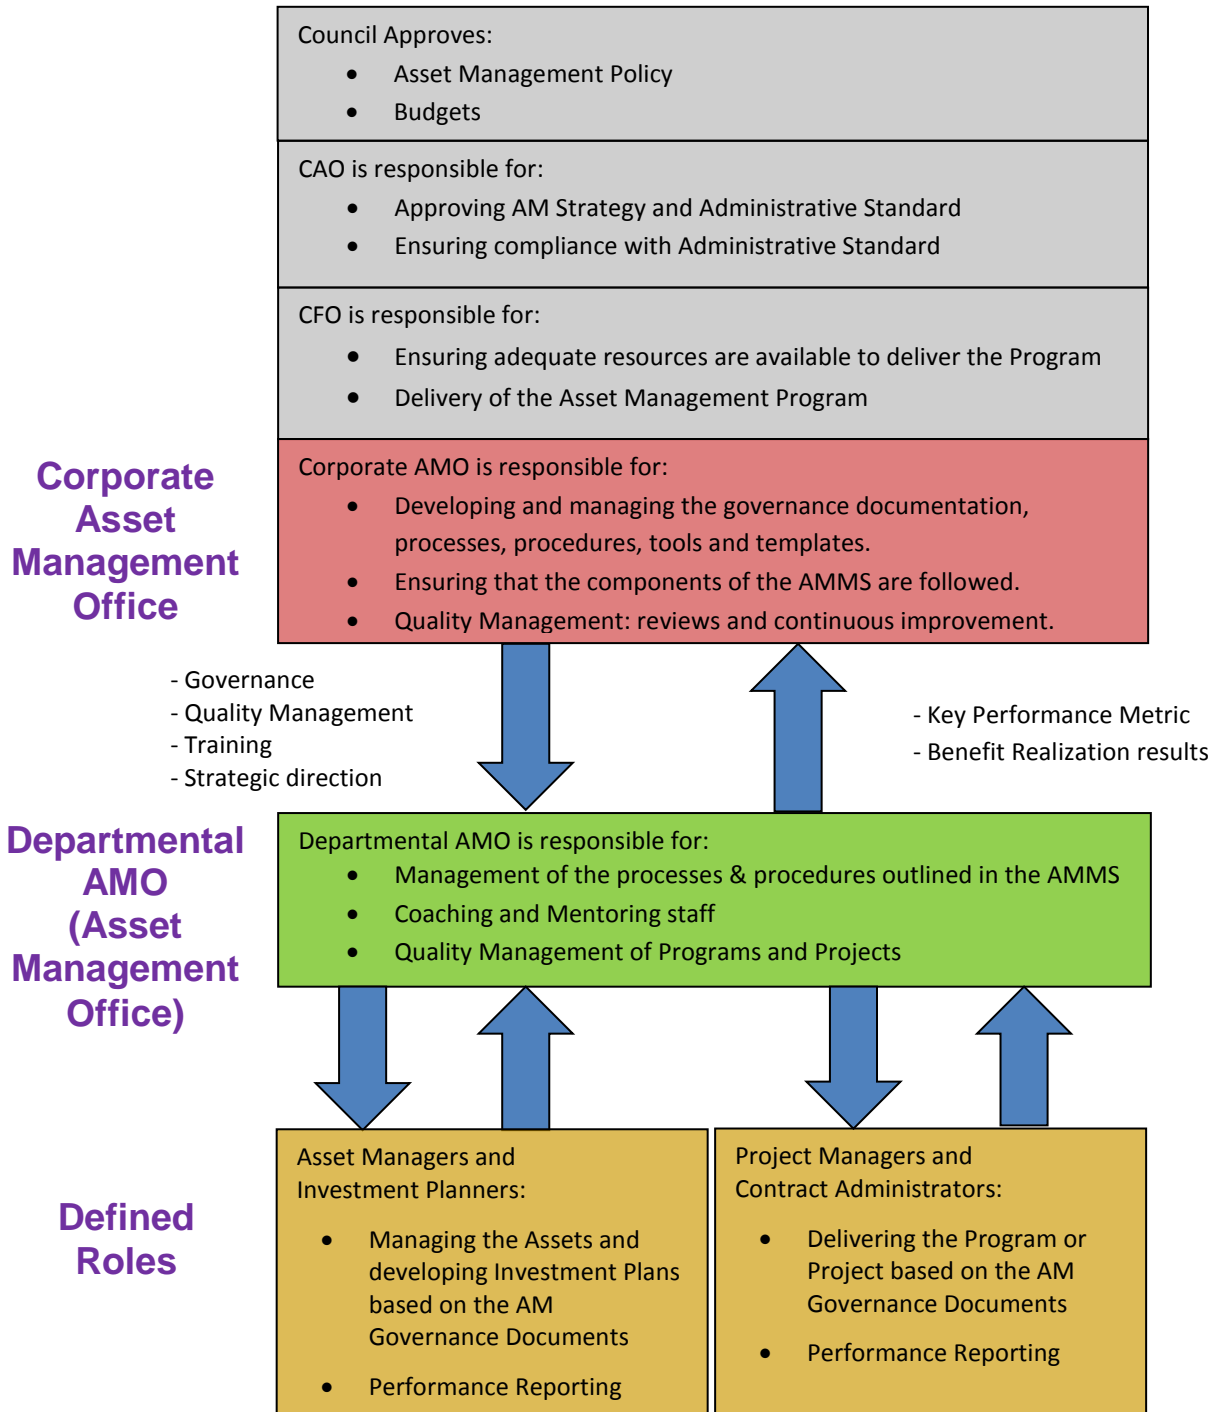 Council Approves:
• Asset Management Policy
• Budgets
CAO is responsible for:
• Approving AM Strategy and Administrative Standard
• Ensuring compliance with Administrative Standard
CFO is responsible for:
• Ensuring adequate resources are available to deliver the Program
• Delivery of the Asset Management Program
Corporate
Asset
Management
Office
Corporate AMO is responsible for:
• Developing and managing the governance documentation,
processes, procedures, tools and templates.
• Ensuring that the components of the AMMS are followed.
• Quality Management: reviews and continuous improvement.
- Governance
- Quality Management
- Training
- Strategic direction
- Key Performance Metric
- Benefit Realization results
Departmental
AMO
(Asset
Management
Office)
Departmental AMO is responsible for:
• Management of the processes & procedures outlined in the AMMS
• Coaching and Mentoring staff
• Quality Management of Programs and Projects
Defined
Roles
Asset Managers and
Investment Planners:
• Managing the Assets and
developing Investment Plans
based on the AM
Governance Documents
• Performance Reporting
Project Managers and
Contract Administrators:
• Delivering the Program or
Project based on the AM
Governance Documents
• Performance Reporting